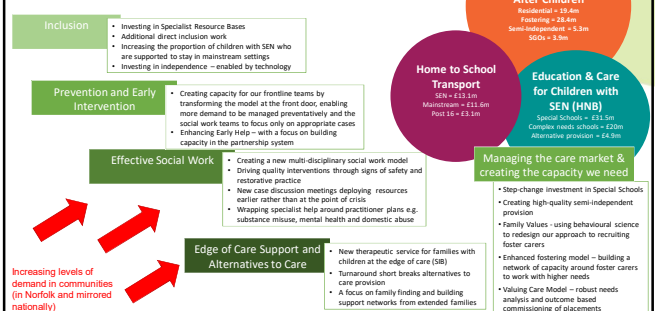 After Children
Residential = 19.4m
Fostering = 28.4m
Semi-Independent = 5.3m
SGOs = 3.9m
Inclusion
• Investing in Specialist Resource Bases
• Additional direct inclusion work
• Increasing the proportion of children with SEN who
are supported to stay in mainstream settings
• Investing in independence – enabled by technology
Home to School
Transport
SEN = £13.1m
Mainstream = £11.6m
Post 16 = £3.1m
Education & Care
for Children with
SEN (HNB)
Special Schools = £31.5m
Complex needs schools = £20m
Alternative provision = £4.9m
Prevention and Early
Intervention
• Creating capacity for our frontline teams by
transforming the model at the front door, enabling
more demand to be managed preventatively and the
social work teams to focus only on appropriate cases
• Enhancing Early Help – with a focus on building
capacity in the partnership system
Effective Social Work
• Creating a new multi-disciplinary social work model
• Driving quality interventions through signs of safety and
restorative practice
• New case discussion meetings deploying resources
earlier rather than at the point of crisis
• Wrapping specialist help around practitioner plans e.g.
substance misuse, mental health and domestic abuse
Managing the care market &
creating the capacity we need
• Step-change investment in Special Schools
• Creating high-quality semi-independent
provision
• Family Values - using behavioural science
to redesign our approach to recruiting
foster carers
• Enhanced fostering model – building a
network of capacity around foster carers
to work with higher needs
• Valuing Care Model – robust needs
analysis and outcome based
commissioning of placements
Edge of Care Support and
Alternatives to Care
• New therapeutic service for families with
children at the edge of care (SIB)
• Turnaround short breaks alternatives to
care provision
• A focus on family finding and building
support networks from extended families
Increasing levels of
demand in communities
(in Norfolk and mirrored
nationally)